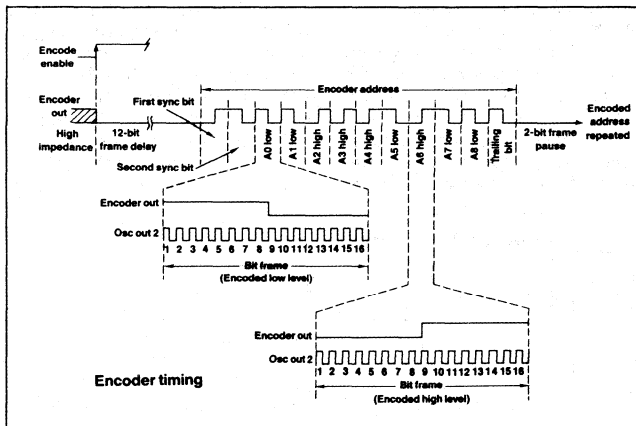 Encode
enable
Encoder address
Encoder
out
First sync bit
Encoded
address
repeated
High
impedance
12-bit
frame delay
Second sync bit
A0 low
A1 low
A2 high
A3 high
A4 high
A5 low
A6 high
A7 low
A8 low
Trailing
bit
2-bit frame
pause
Encoder out
Osc out 2
1 2 3 4 5 6 7 8 9 10 11 12 13 14 15 16
Bit frame
(Encoded low level)
Encoder out
Osc out 2
1 2 3 4 5 6 7 8 9 10 11 12 13 14 15 16
Bit frame
(Encoded high level)
Encoder timing